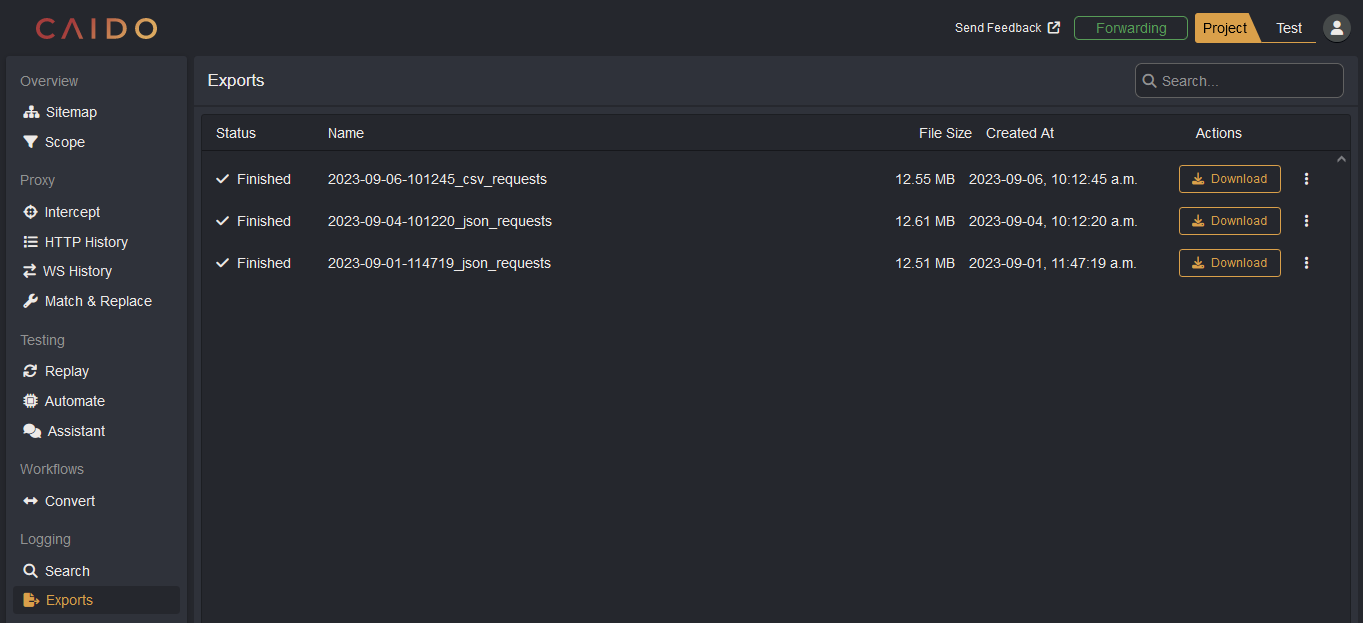 CAIDO
Send Feedback
Forwarding
Project
Test
Overview
Sitemap
Scope
Proxy
Intercept
HTTP History
WS History
Match & Replace
Testing
Replay
Automate
Assistant
Workflows
Convert
Logging
Search
Exports
Exports
Search...
Status Name File Size Created At Actions
Finished 2023-09-06-101245_csv_requests 12.55 MB 2023-09-06, 10:12:45 a.m. Download
Finished 2023-09-04-101220_json_requests 12.61 MB 2023-09-04, 10:12:20 a.m. Download
Finished 2023-09-01-114719_json_requests 12.51 MB 2023-09-01, 11:47:19 a.m. Download